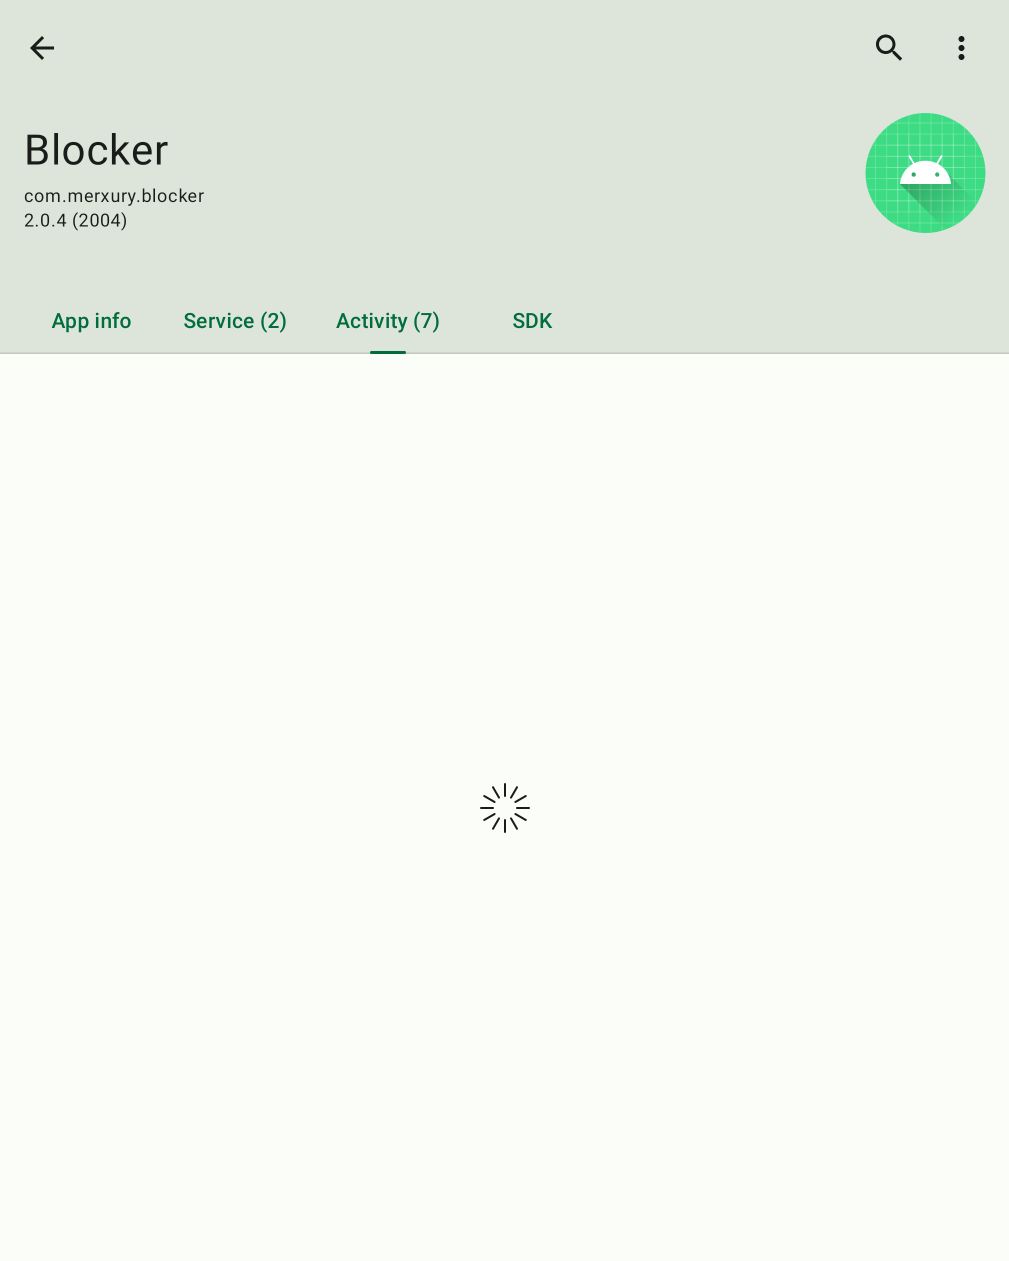 Blocker
com.merxury.blocker
2.0.4 (2004)
App info Service (2) Activity (7) SDK